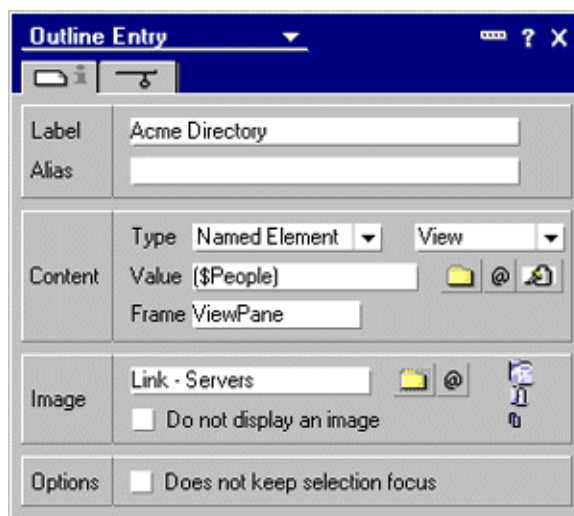 Outline Entry ? X
Label Acme Directory
Alias
Type Named Element View
Content Value ($People) @
Frame ViewPane
Link - Servers @
Image
Do not display an image
Options Does not keep selection focus